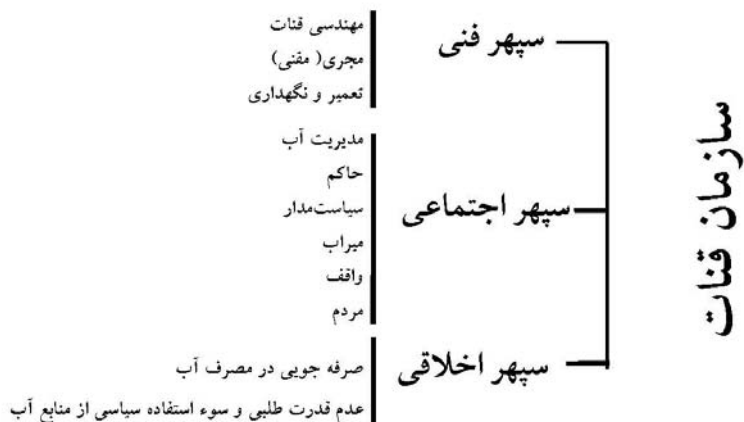 سازمان قنات
سپهر فنی
مهندسی قنات
مجری( مقنی)
تعمیر و نگهداری
سپهر اجتماعی
مدیریت آب
حاکم
سیاست‌مدار
میراب
واقف
مردم
سپهر اخلاقی
صرفه جویی در مصرف آب
عدم قدرت طلبی و سوء استفاده سیاسی از منابع آب